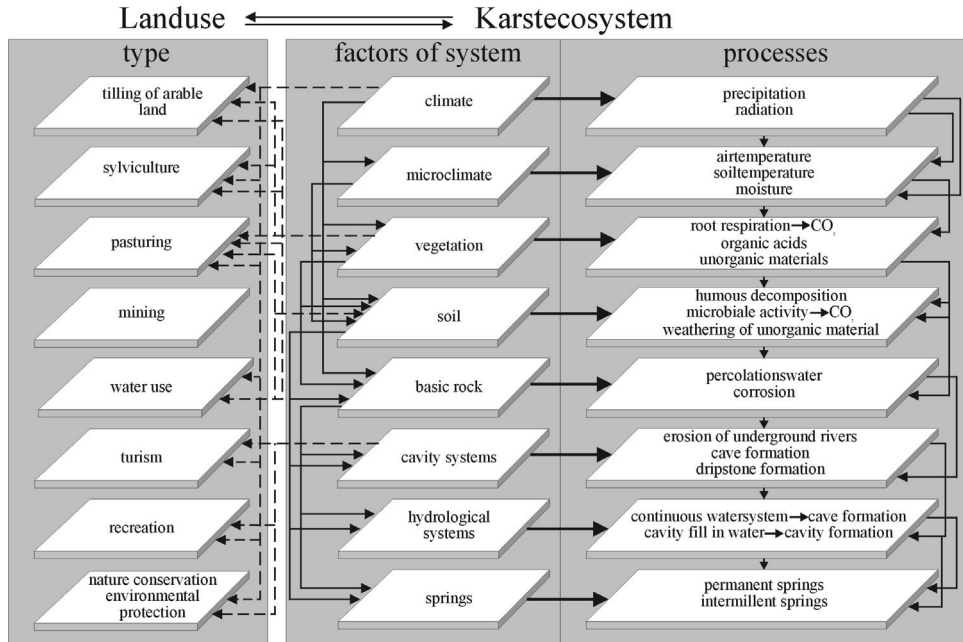 Landuse
Karstecosystem
type
factors of system
processes
tilling of arable
land
sylviculture
pasturing
mining
water use
turism
recreation
nature conservation
environmental
protection
climate
microclimate
vegetation
soil
basic rock
cavity systems
hydrological
systems
springs
precipitation
radiation
airtemperature
soiltemperature
moisture
root respiration→CO,
organic acids
unorganic materials
humous decomposition
microbiale activity→CO,
weathering of unorganic material
percolationswater
corrosion
erosion of underground rivers
cave formation
dripstone formation
continuous watersystem→cave formation
cavity fill in water→cavity formation
permanent springs
intermillent springs